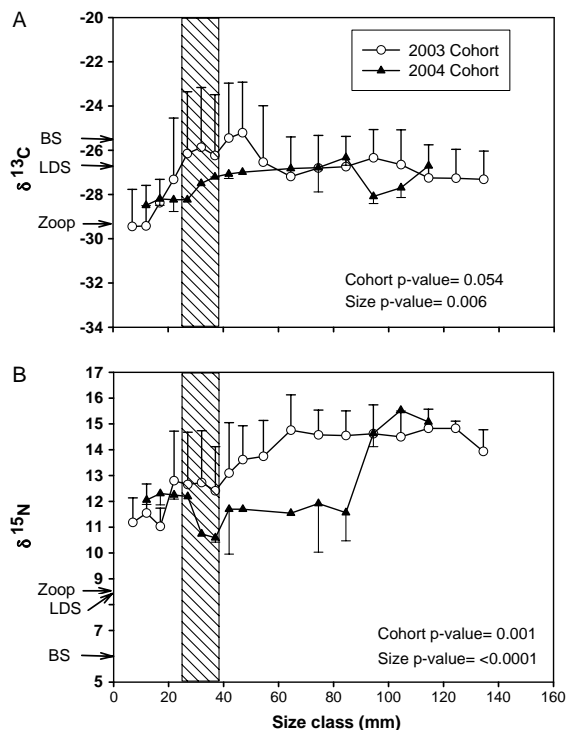 A
-20
-22
-24
-26
-28
-30
-32
-34
δ 13C
BS
LDS
Zoop
2003 Cohort
2004 Cohort
Cohort p-value= 0.054
Size p-value= 0.006
B
17
16
15
14
13
12
11
10
9
8
7
6
5
δ 15N
Zoop
LDS
BS
Cohort p-value= 0.001
Size p-value= <0.0001
0 20 40 60 80 100 120 140 160
Size class (mm)